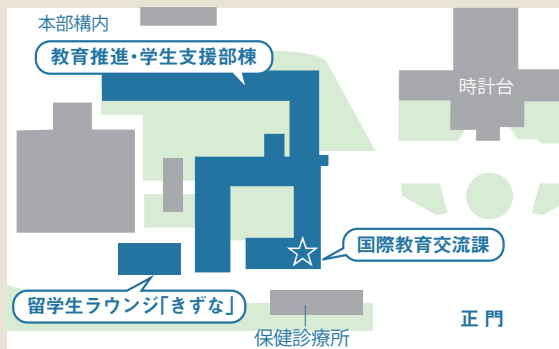 本部構内
教育推進・学生支援部棟
時計台
国際教育交流課
留学生ラウンジ「きずな」
正門
保健診療所